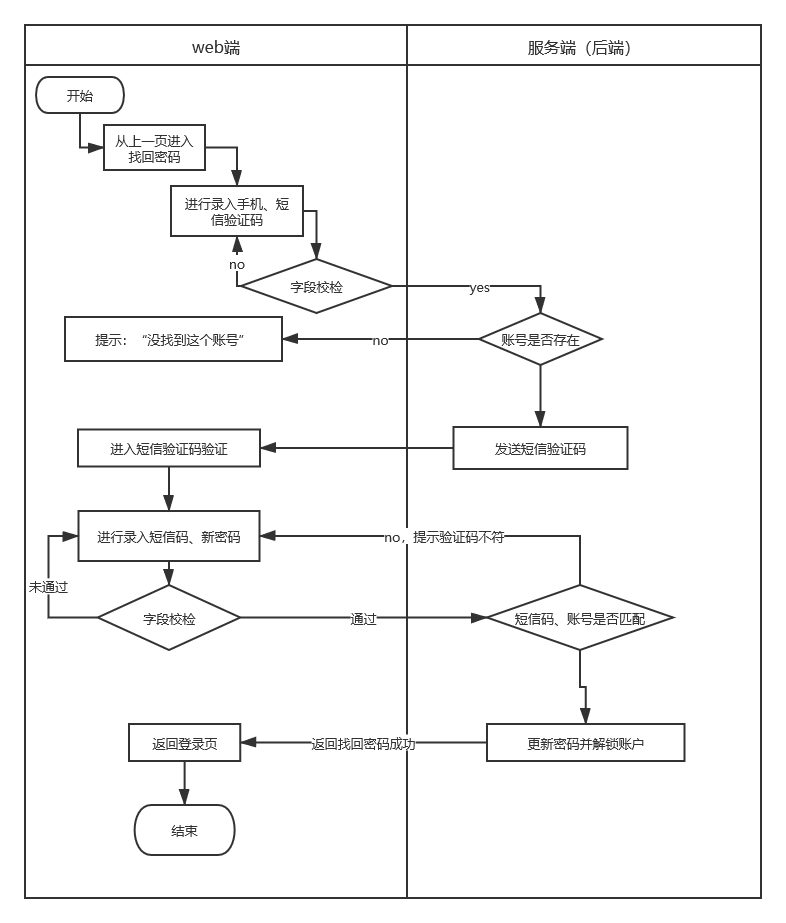 web端
服务端（后端）
开始
从上一页进入
找回密码
进行录入手机、短
信验证码
no
字段校检
yes
提示：“没找到这个账号”
no
账号是否存在
进入短信验证码验证
发送短信验证码
进行录入短信码、新密码
no，提示验证码不符
未通过
字段校检
通过
短信码、账号是否匹配
返回登录页
返回找回密码成功
更新密码并解锁账户
结束